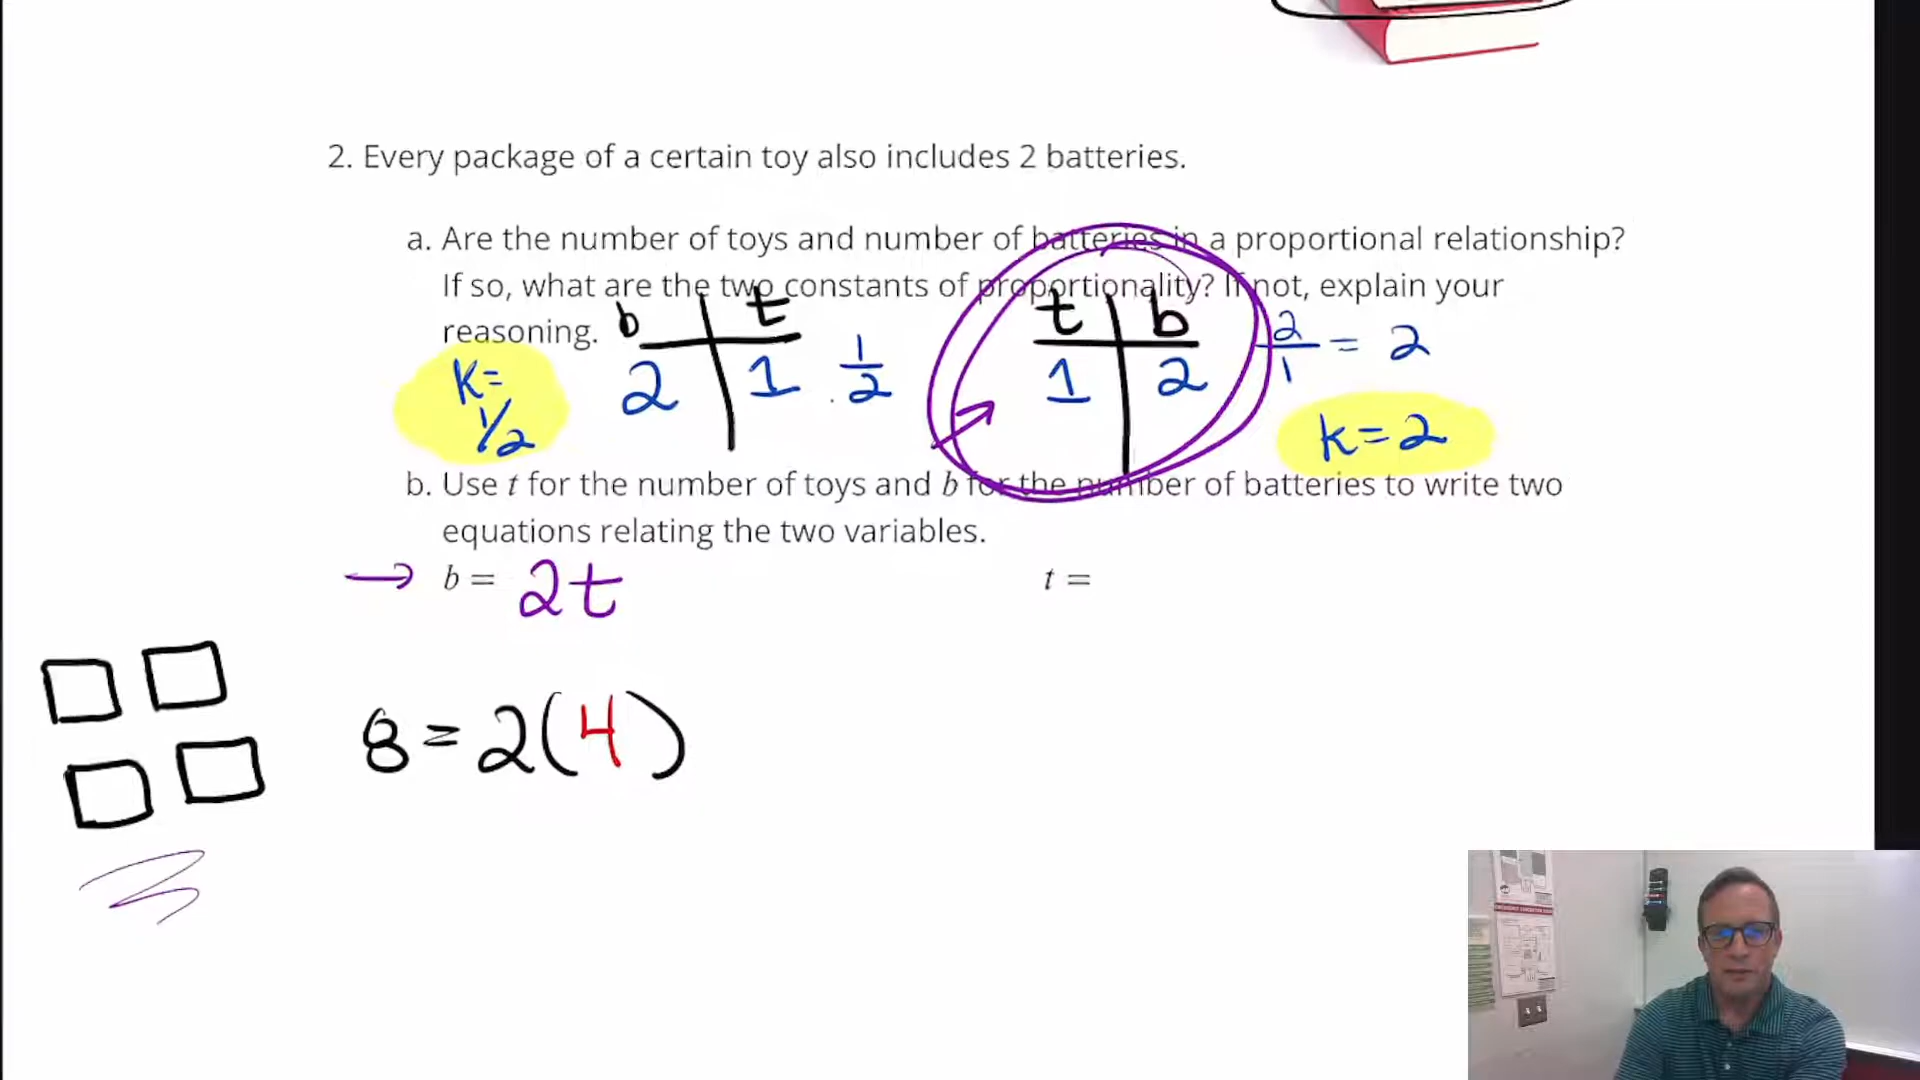 2. Every package of a certain toy also includes 2 batteries.
a. Are the number of toys and number of batteries in a proportional relationship?
If so, what are the two constants of proportionality? If not, explain your
reasoning.
b t
2 1 1/2
K= 1/2
t b
1 2
2/1 = 2
k=2
b. Use t for the number of toys and b for the number of batteries to write two
equations relating the two variables.
→ b = 2t
t =
8 = 2(4)